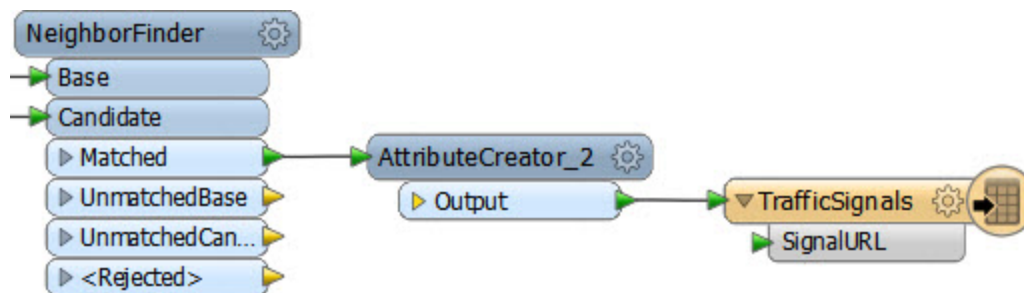 NeighborFinder
Base
Candidate
Matched
UnmatchedBase
UnmatchedCan...
<Rejected>
AttributeCreator_2
Output
TrafficSignals
SignalURL